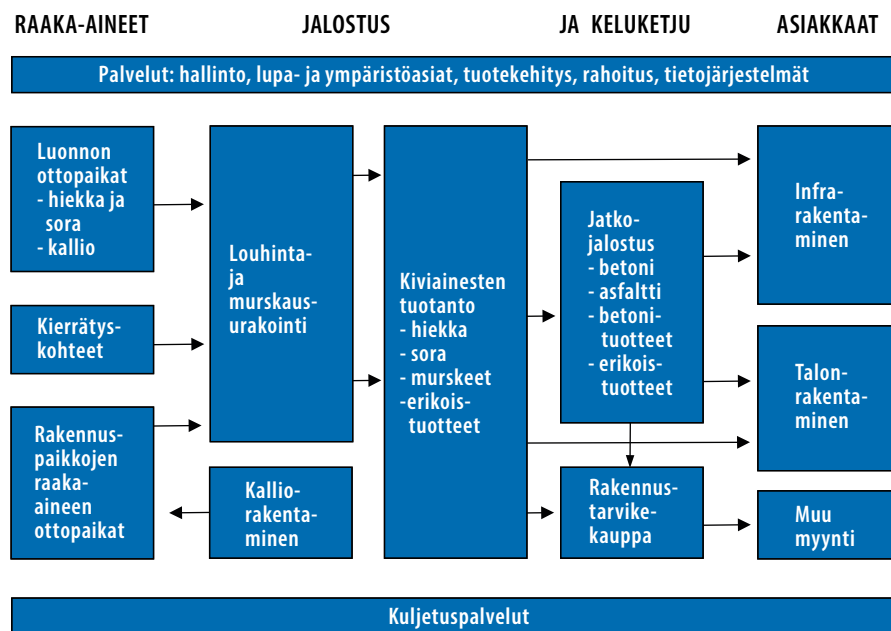 RAAKA-AINEET
JALOSTUS
JA KELUKETJU
ASIAKKAAT
Palvelut: hallinto, lupa- ja ympäristöasiat, tuotekehitys, rahoitus, tietojärjestelmät
Luonnon
ottopaikat
- hiekka ja
sora
- kallio
Kierrätys-
kohteet
Rakennus-
paikkojen
raaka-
aineen
ottopaikat
Louhinta-
ja
murskaus-
urakointi
Kallio-
rakenta-
minen
Kiviainesten
tuotanto
- hiekka
- sora
- murskeet
-erikois-
tuotteet
Jatko-
jalostus
- betoni
- asfaltti
- betoni-
tuotteet
- erikois-
tuotteet
Rakennus-
tarvike-
kauppa
Infra-
rakenta-
minen
Talon-
rakenta-
minen
Muu
myynti
Kuljetuspalvelut